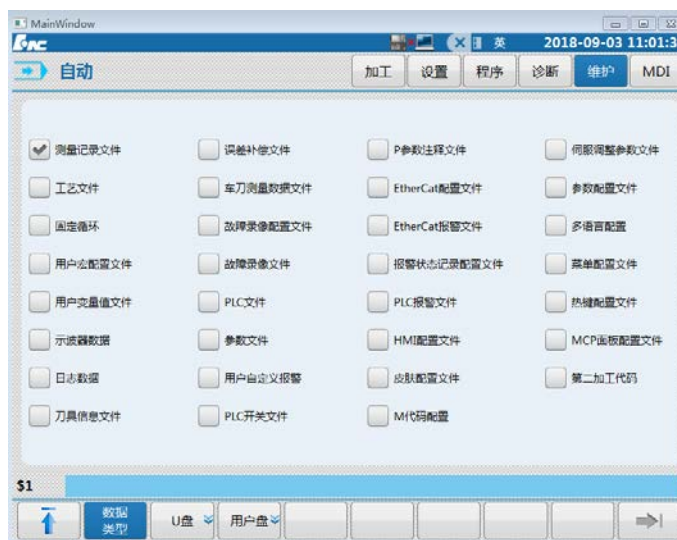 MainWindow
HNC 英 2018-09-03 11:01:3
自动 加工 设置 程序 诊断 维护 MDI
测量记录文件 误差补偿文件 P参数注释文件 伺服调整参数文件
工艺文件 车刀测量数据文件 EtherCat配置文件 参数配置文件
固定循环 故障录像配置文件 EtherCat报警文件 多语言配置
用户宏配置文件 故障录像文件 报警状态记录配置文件 菜单配置文件
用户变量值文件 PLC文件 PLC报警文件 热键配置文件
示波器数据 参数文件 HMI配置文件 MCP面板配置文件
日志数据 用户自定义报警 皮肤配置文件 第二加工代码
刀具信息文件 PLC开关文件 M代码配置
$1
数据 U盘 用户盘
类型